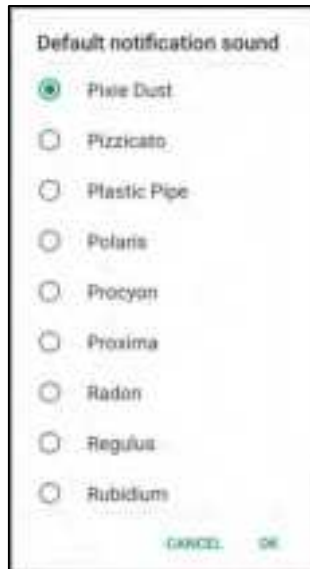 Default notification sound
Pixie Dust
Pizzicato
Plastic Pipe
Polaris
Procyon
Proxima
Radon
Regulus
Rubidium
CANCEL OK